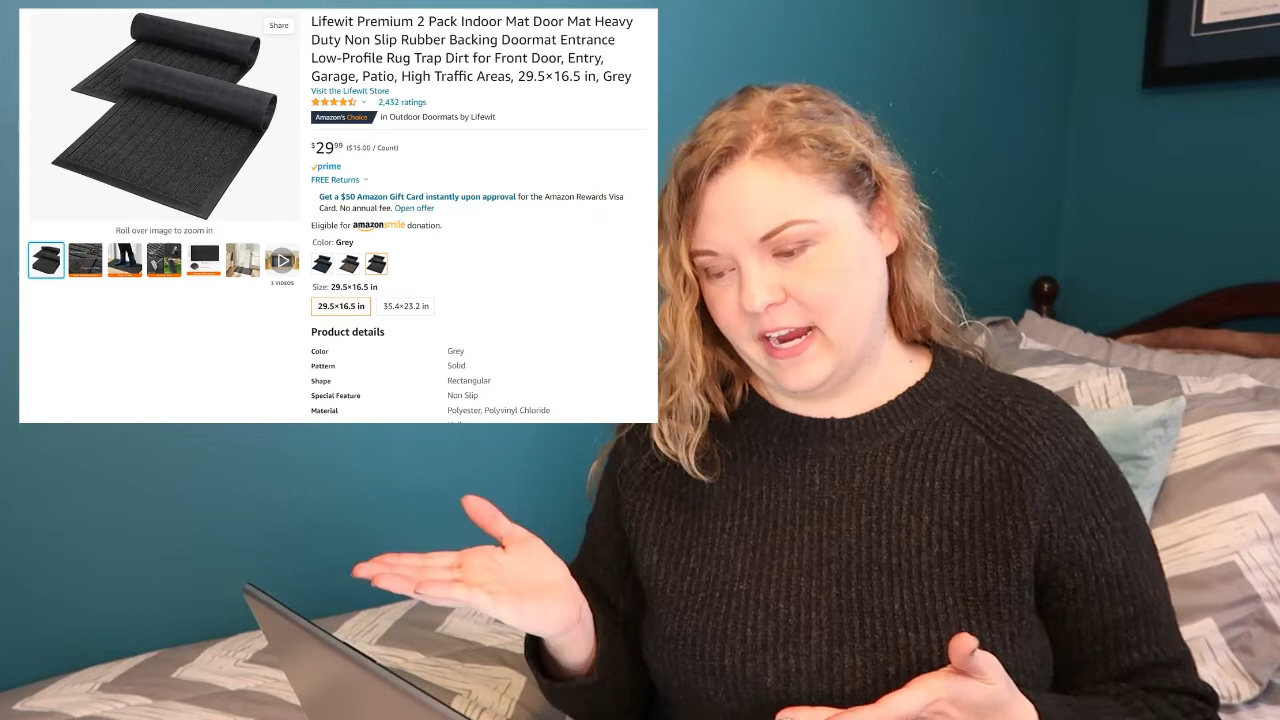 Share
Lifewit Premium 2 Pack Indoor Mat Door Mat Heavy
Duty Non Slip Rubber Backing Doormat Entrance
Low-Profile Rug Trap Dirt for Front Door, Entry,
Garage, Patio, High Traffic Areas, 29.5×16.5 in, Grey
Visit the Lifewit Store
2,432 ratings
Amazon's Choice in Outdoor Doormats by Lifewit
$2999 ($15.00 / Count)
prime
FREE Returns
Get a $50 Amazon Gift Card instantly upon approval for the Amazon Rewards Visa
Card. No annual fee. Open offer
Eligible for amazonsmile donation.
Roll over image to zoom in
3 VIDEOS
Color: Grey
Size: 29.5×16.5 in
29.5×16.5 in 35.4×23.2 in
Product details
Color Grey
Pattern Solid
Shape Rectangular
Special Feature Non Slip
Material Polyester, Polyvinyl Chloride